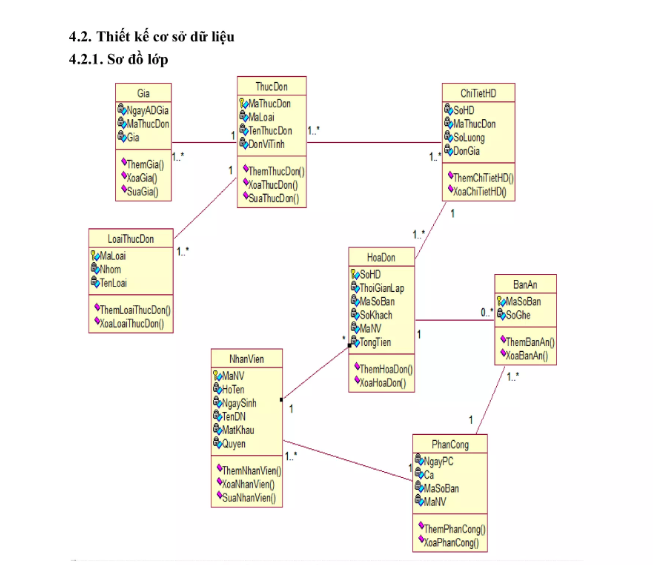 4.2. Thiết kế cơ sở dữ liệu
4.2.1. Sơ đồ lớp
Gia
NgayADGia
MaThucDon
Gia
ThemGia()
XoaGia()
SuaGia()
1
1..*
ThucDon
MaThucDon
MaLoai
TenThucDon
DonViTinh
ThemThucDon()
XoaThucDon()
SuaThucDon()
1..*
1..*
ChiTietHD
SoHD
MaThucDon
SoLuong
DonGia
ThemChiTietHD()
XoaChiTietHD()
1
1..*
1
1..*
LoaiThucDon
MaLoai
Nhom
TenLoai
ThemLoaiThucDon()
XoaLoaiThucDon()
HoaDon
SoHD
ThoiGianLap
MaSoBan
SoKhach
MaNV
TongTien
ThemHoaDon()
XoaHoaDon()
0..*
1
BanAn
MaSoBan
SoGhe
ThemBanAn()
XoaBanAn()
1..*
1
*
1
NhanVien
MaNV
HoTen
NgaySinh
TenDN
MatKhau
Quyen
ThemNhanVien()
XoaNhanVien()
SuaNhanVien()
1..*
1
PhanCong
NgayPC
Ca
MaSoBan
MaNV
ThemPhanCong()
XoaPhanCong()